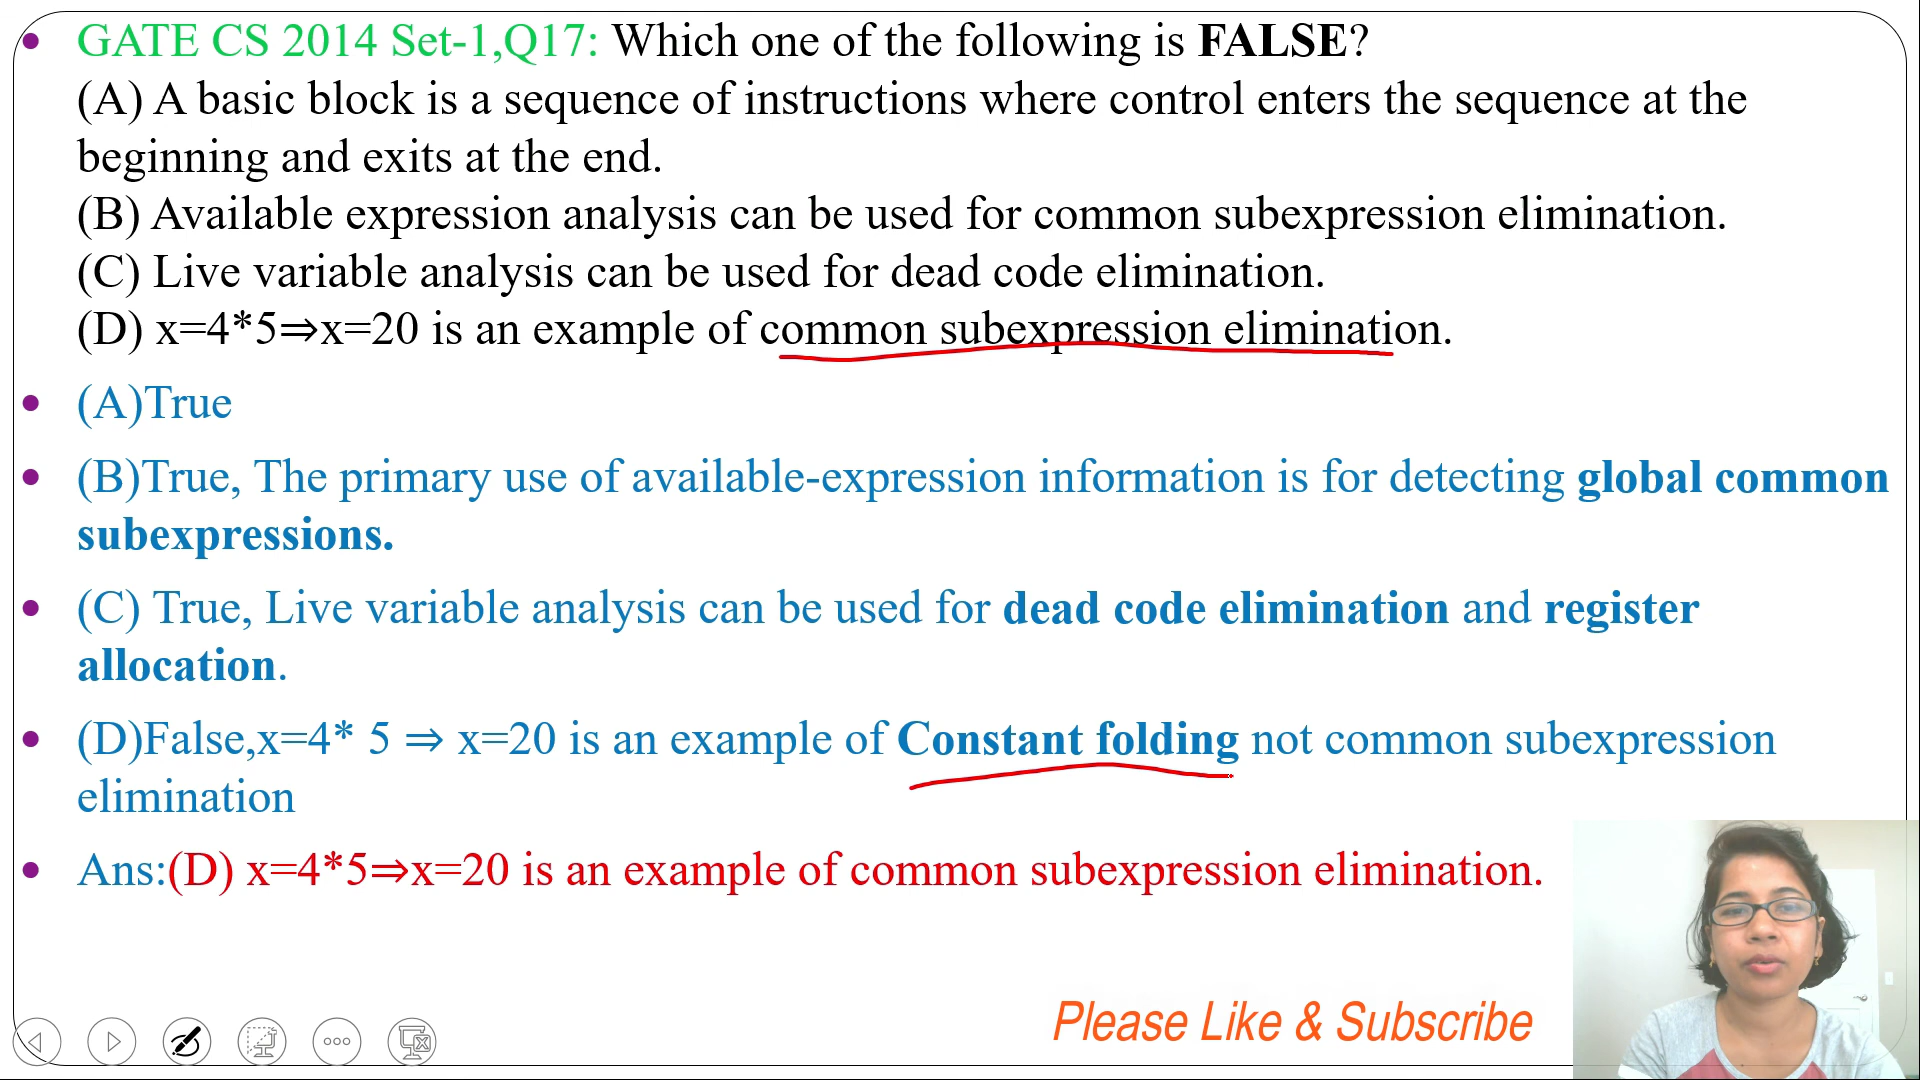 GATE CS 2014 Set-1,Q17: Which one of the following is FALSE?
(A) A basic block is a sequence of instructions where control enters the sequence at the
beginning and exits at the end.
(B) Available expression analysis can be used for common subexpression elimination.
(C) Live variable analysis can be used for dead code elimination.
(D) x=4*5⇒x=20 is an example of common subexpression elimination.
(A)True
(B)True, The primary use of available-expression information is for detecting global common
subexpressions.
(C) True, Live variable analysis can be used for dead code elimination and register
allocation.
(D)False,x=4* 5 ⇒ x=20 is an example of Constant folding not common subexpression
elimination
Ans:(D) x=4*5⇒x=20 is an example of common subexpression elimination.
Please Like & Subscribe